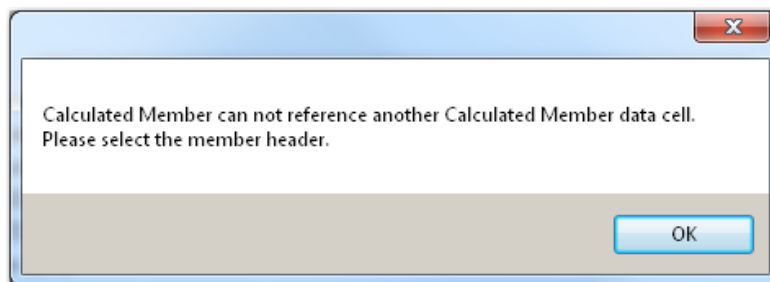 Calculated Member can not reference another Calculated Member data cell.
Please select the member header.
OK